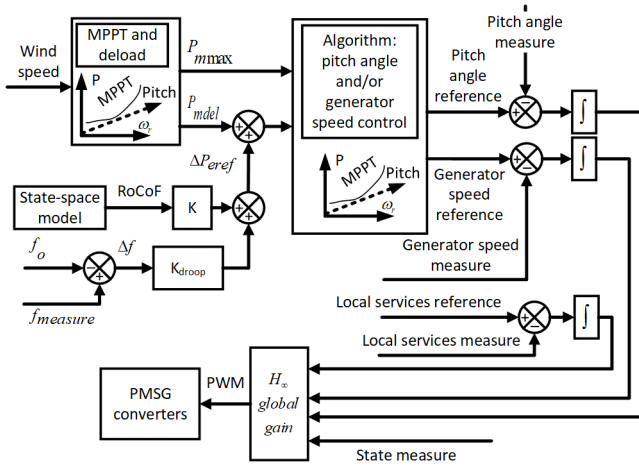 Wind
speed
MPPT and
deload
P
MPPT
Pitch
ωr
Pmmax
Pmdel
ΔPeref
Algorithm:
pitch angle
and/or
generator
speed control
P
MPPT
Pitch
ωr
Pitch angle
measure
Pitch
angle
reference
∫
∫
Generator
speed
reference
Generator speed
measure
State-space
model
RoCoF
K
fo
Δf
Kdroop
fmeasure
Local services reference
∫
Local services measure
PMSG
converters
PWM
H∞
global
gain
State measure